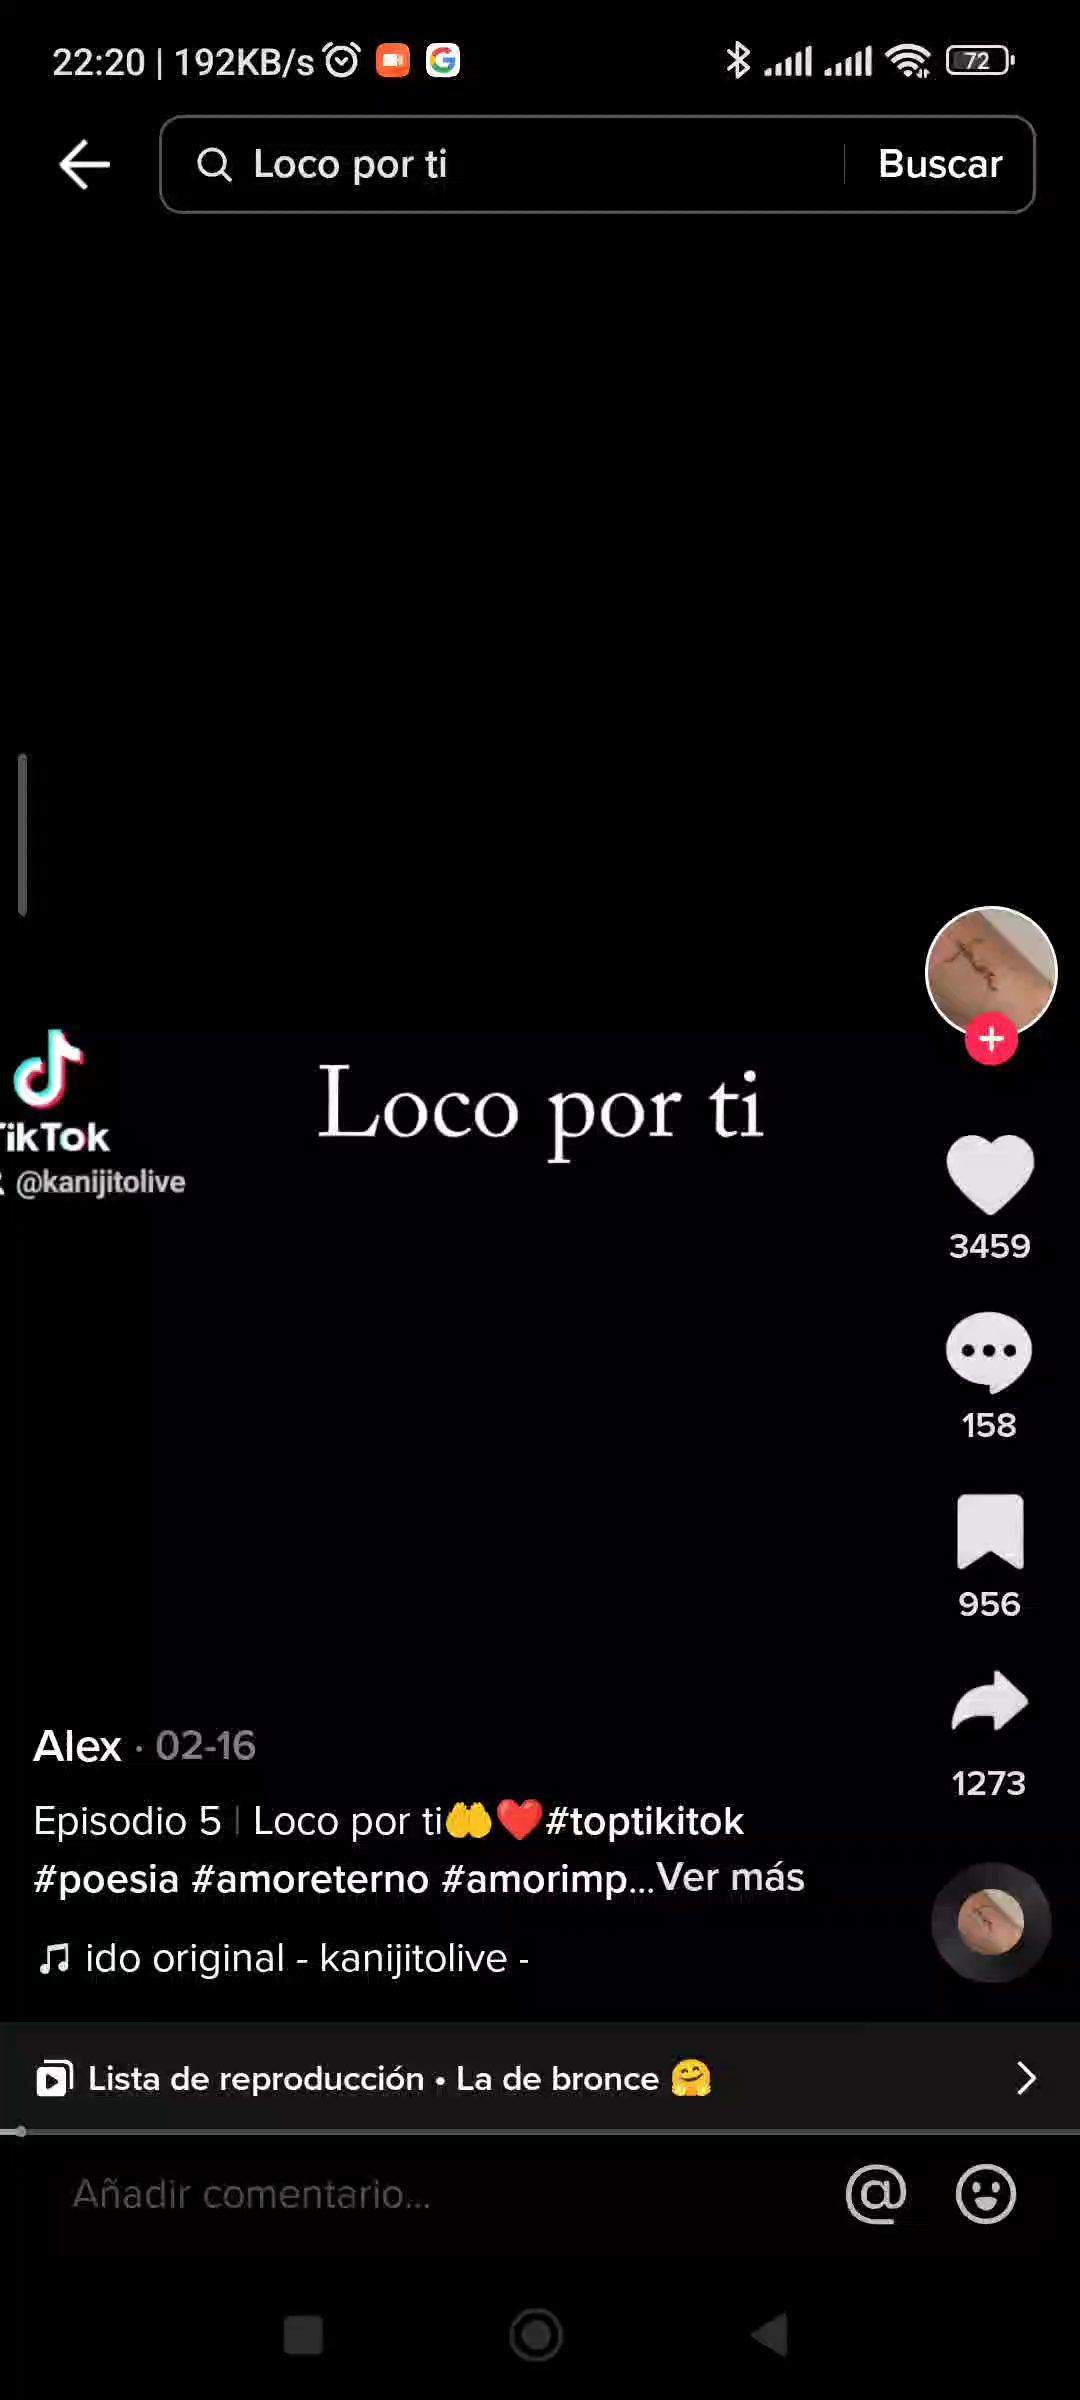 22:20 | 192KB/s
72
Loco por ti
Buscar
TikTok
@kanijitolive
Loco por ti
3459
158
956
1273
Alex · 02-16
Episodio 5 | Loco por ti🤲❤️#toptikitok
#poesia #amoreterno #amorimp...Ver más
ido original - kanijitolive -
Lista de reproducción • La de bronce 🤗
Añadir comentario...